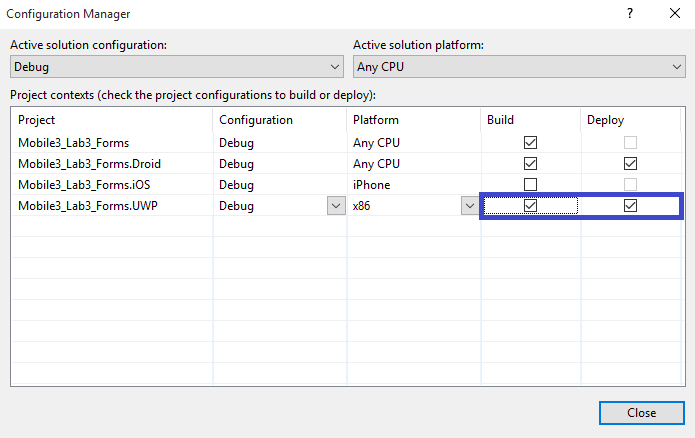 Configuration Manager ?
Active solution configuration: Active solution platform:
Debug Any CPU
Project contexts (check the project configurations to build or deploy):
Project Configuration Platform Build Deploy
Mobile3_Lab3_Forms Debug Any CPU
Mobile3_Lab3_Forms.Droid Debug Any CPU
Mobile3_Lab3_Forms.iOS Debug iPhone
Mobile3_Lab3_Forms.UWP Debug x86
Close